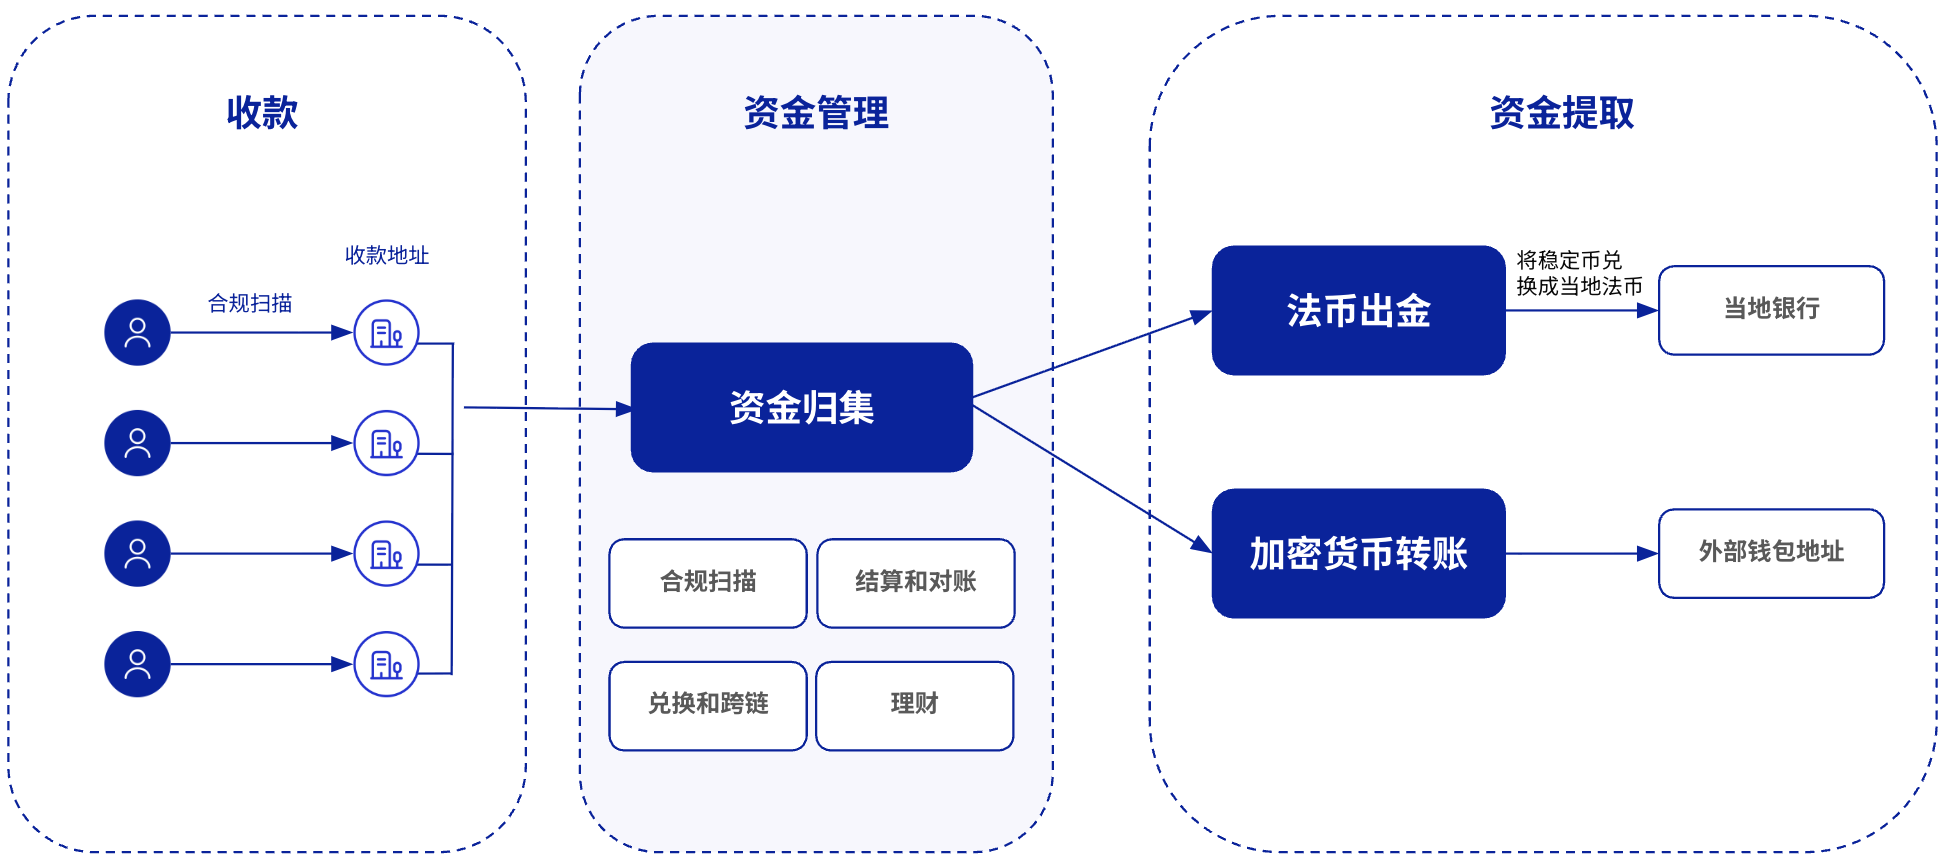 收款
收款地址
合规扫描
资金管理
资金归集
合规扫描
结算和对账
兑换和跨链
理财
资金提取
法币出金
将稳定币兑
换成当地法币
当地银行
加密货币转账
外部钱包地址